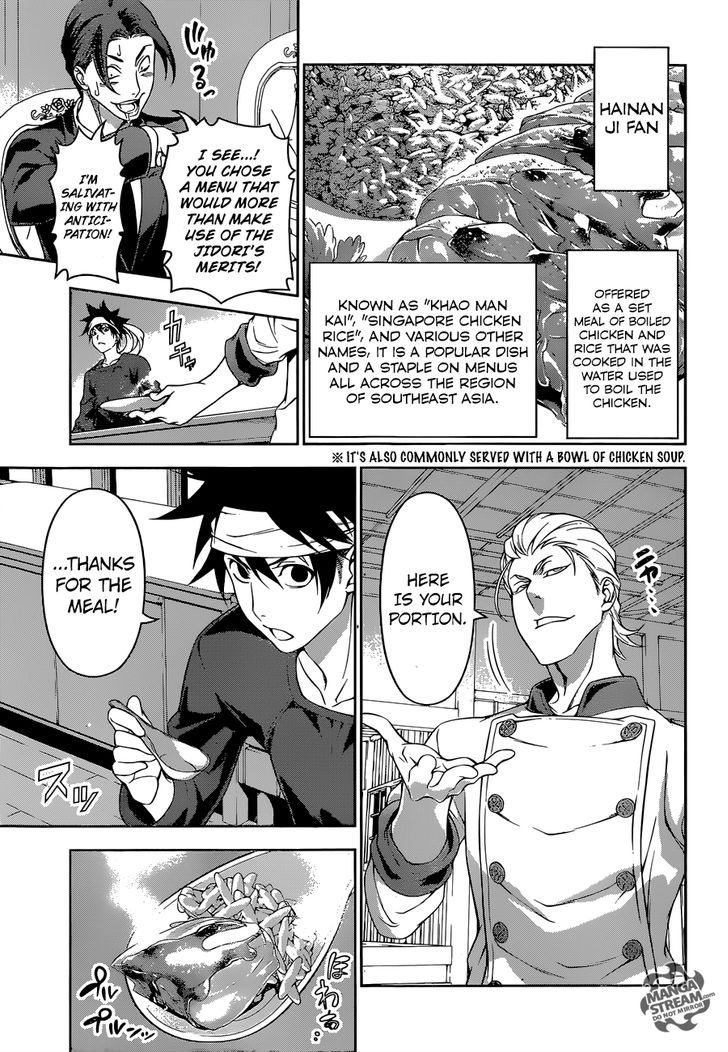 HAINAN
JI FAN
OFFERED
AS A SET
MEAL OF BOILED
CHICKEN AND
RICE THAT WAS
COOKED IN THE
WATER USED
TO BOIL THE
CHICKEN.
KNOWN AS "KHAO MAN
KAI", "SINGAPORE CHICKEN
RICE", AND VARIOUS OTHER
NAMES, IT IS A POPULAR DISH
AND A STAPLE ON MENUS
ALL ACROSS THE REGION
OF SOUTHEAST ASIA.
※ IT'S ALSO COMMONLY SERVED WITH A BOWL OF CHICKEN SOUP.
じゅるっ
I SEE...!
YOU CHOSE
A MENU THAT
WOULD MORE
THAN MAKE
USE OF THE
JIDORI'S
MERITS!
I'M
SALIVAT-
ING WITH
ANTICI-
PATION!
カチャ
ニヤ…
HERE
IS YOUR
PORTION.
...THANKS
FOR THE
MEAL!
スッ
ほわぁ…
プル
プルンッ
MANGA
STREAM.com
DO NOT MIRROR